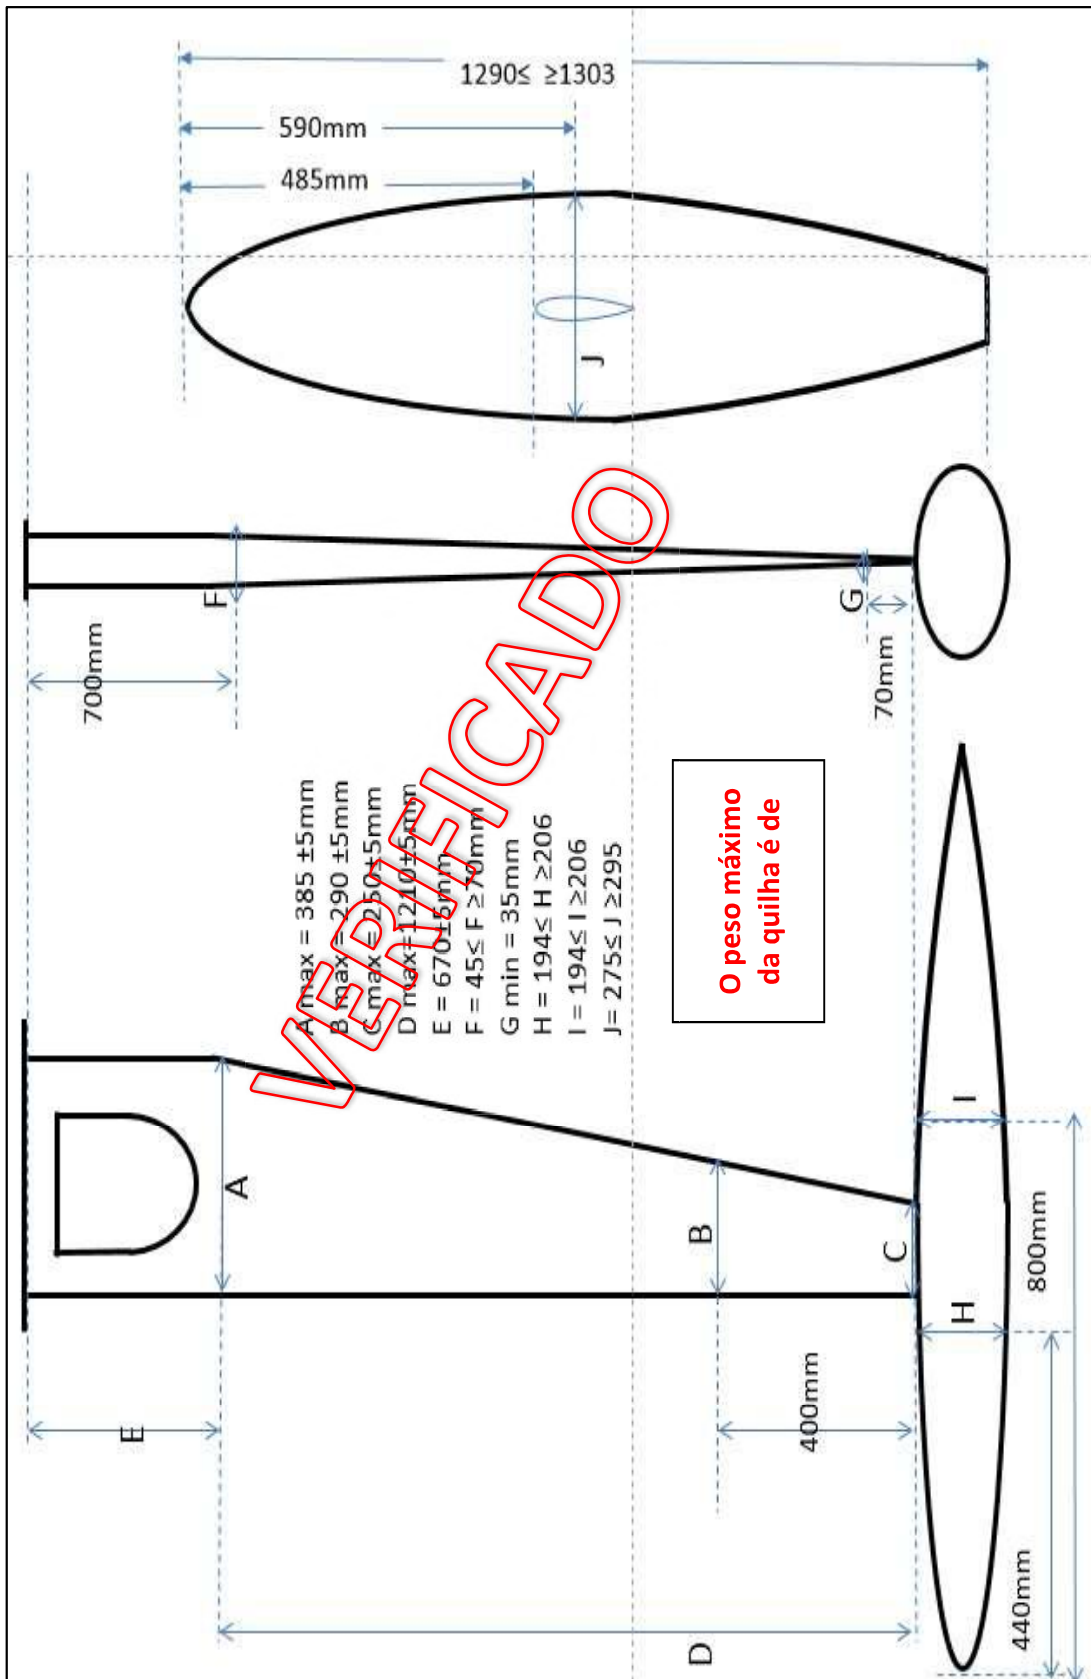 1290≤ ≥1303
590mm
485mm
J
F
G
700mm
70mm
A max = 385 ±5mm
B max = 290 ±5mm
C max = 250±5mm
D max=1210±5mm
E = 670±5mm
F = 45≤ F ≥70mm
G min = 35mm
H = 194≤ H ≥206
I = 194≤ I ≥206
J= 275≤ J ≥295
VERIFICADO
O peso máximo
da quilha é de
A
B
C
I
H
800mm
E
400mm
D
440mm